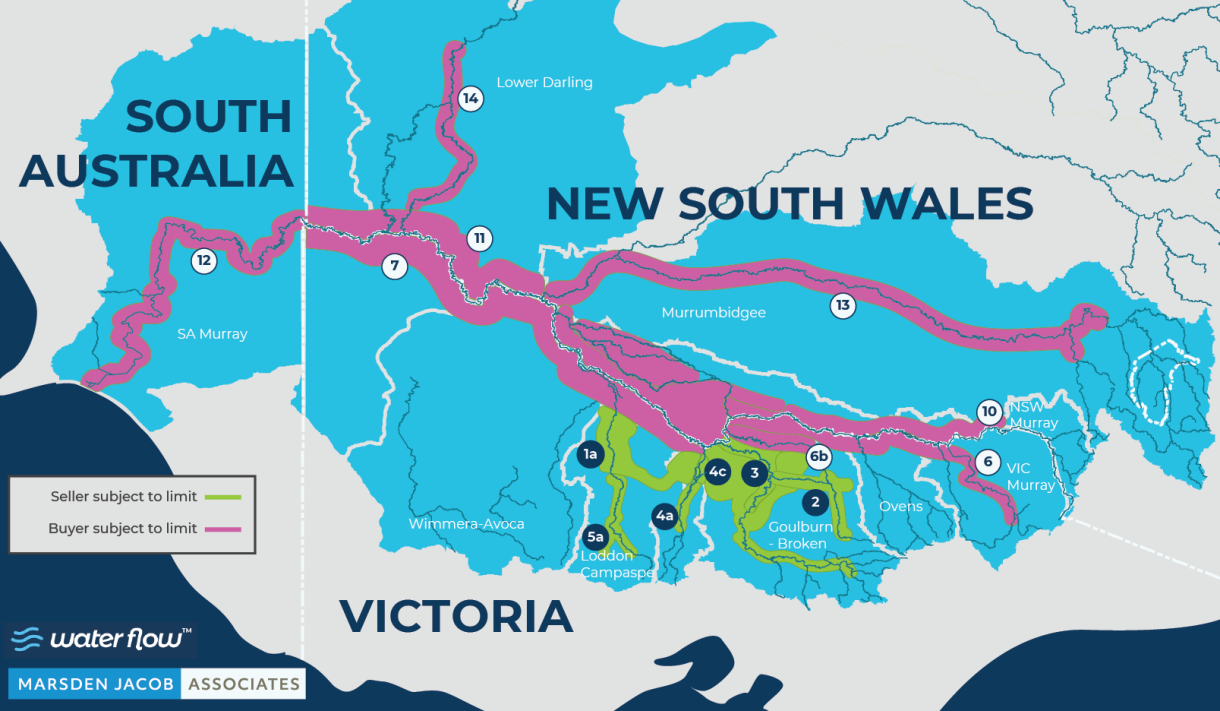 Lower Darling
14
SOUTH
AUSTRALIA
NEW SOUTH WALES
11
12
7
13
Murrumbidgee
SA Murray
10
NSW
Murray
1a
6b
6
VIC
Murray
4c
3
2
Seller subject to limit
Buyer subject to limit
4a
Ovens
Wimmera-Avoca
Goulburn
- Broken
5a
Loddon
Campaspe
VICTORIA
water flow™
MARSDEN JACOB ASSOCIATES